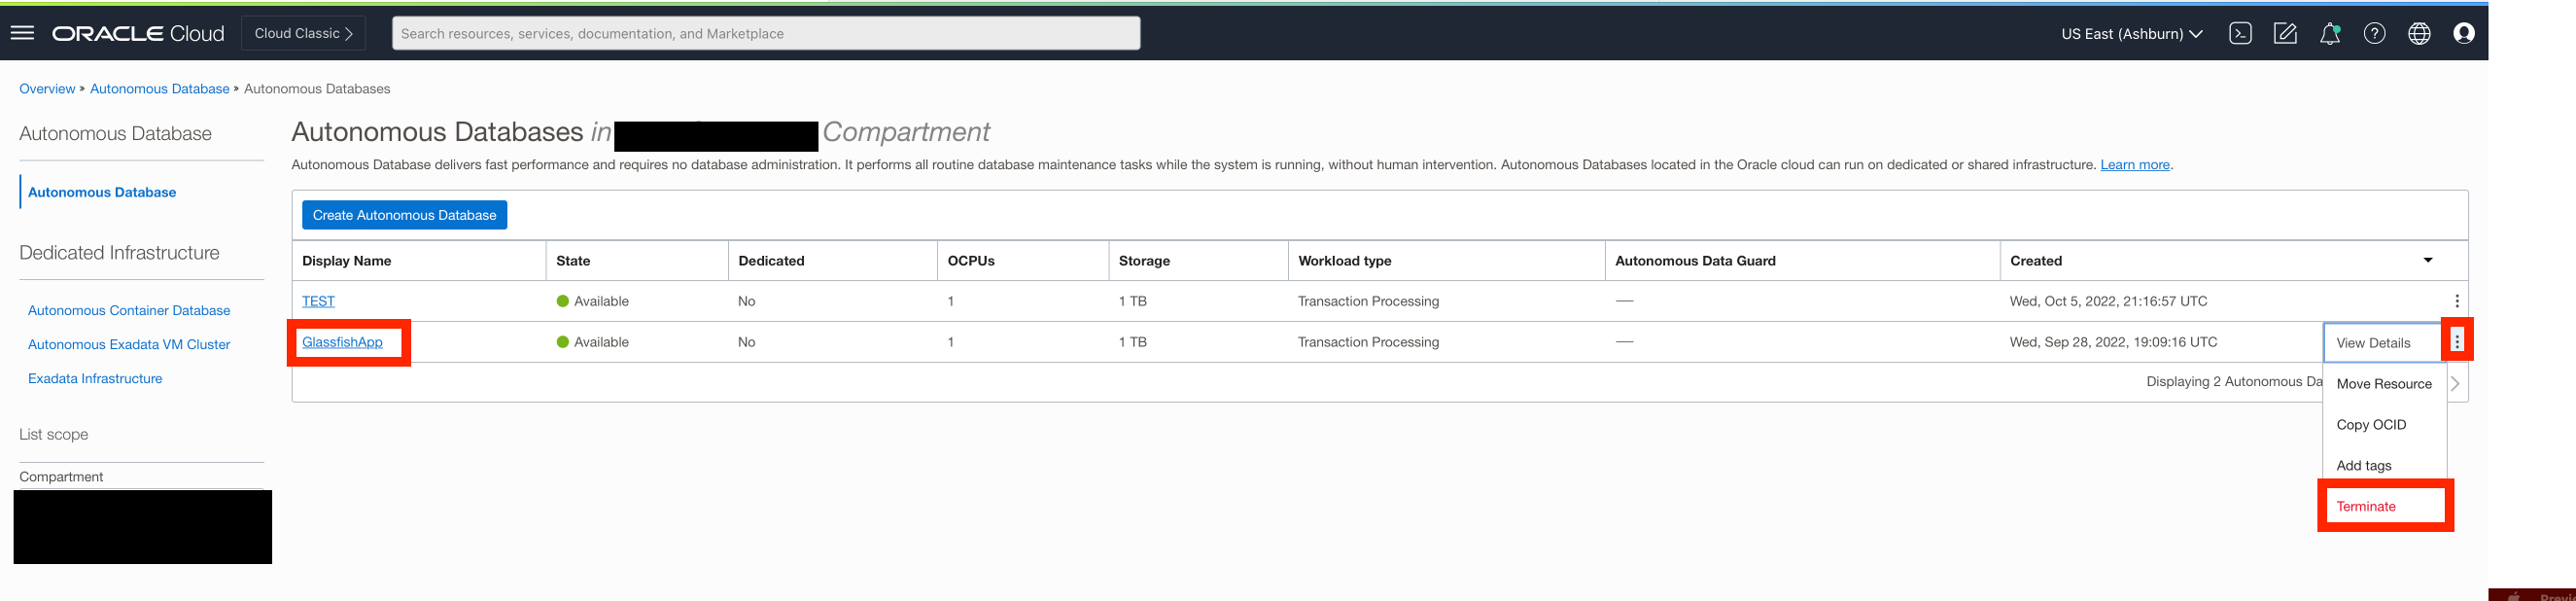 ORACLE Cloud
Cloud Classic
Search resources, services, documentation, and Marketplace
US East (Ashburn)
Overview » Autonomous Database » Autonomous Databases
Autonomous Database
Autonomous Database
Dedicated Infrastructure
Autonomous Container Database
Autonomous Exadata VM Cluster
Exadata Infrastructure
List scope
Compartment
Autonomous Databases in Compartment
Autonomous Database delivers fast performance and requires no database administration. It performs all routine database maintenance tasks while the system is running, without human intervention. Autonomous Databases located in the Oracle cloud can run on dedicated or shared infrastructure. Learn more.
Create Autonomous Database
Display Name State Dedicated OCPUs Storage Workload type Autonomous Data Guard Created
TEST Available No 1 1 TB Transaction Processing — Wed, Oct 5, 2022, 21:16:57 UTC
GlassfishApp Available No 1 1 TB Transaction Processing — Wed, Sep 28, 2022, 19:09:16 UTC
Displaying 2 Autonomous Da
View Details
Move Resource
Copy OCID
Add tags
Terminate